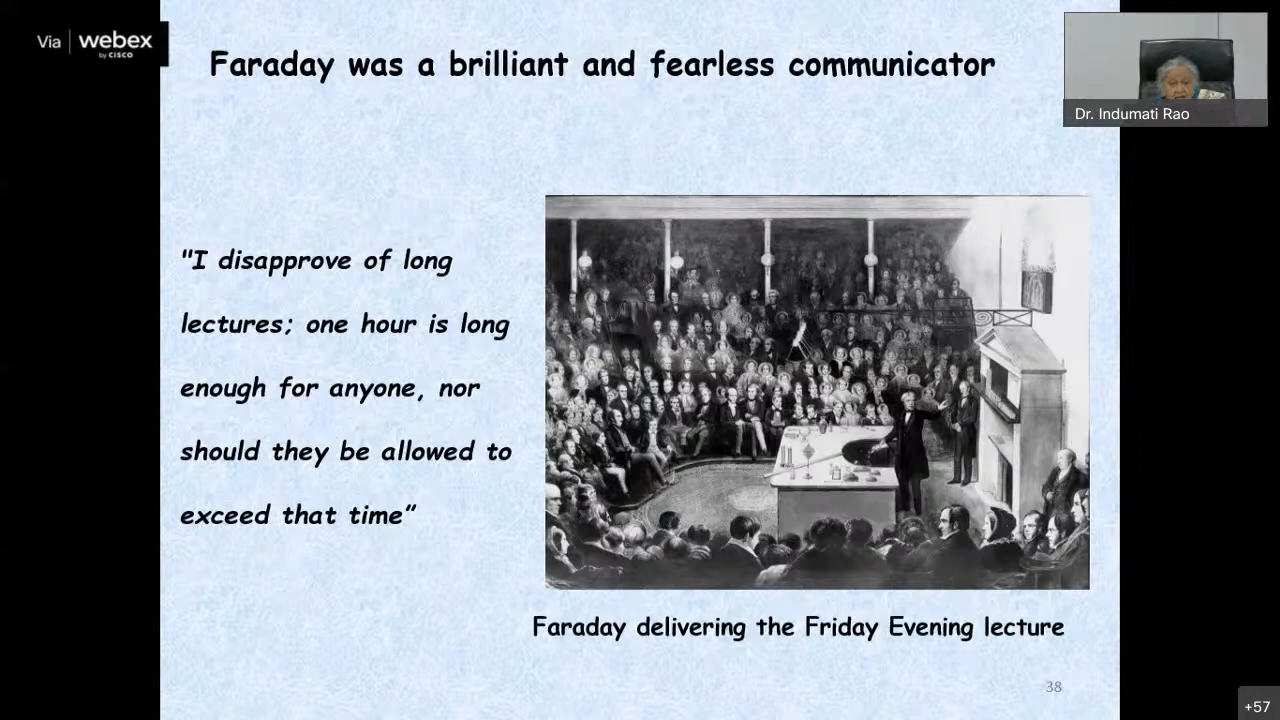 Via webex
by CISCO
Faraday was a brilliant and fearless communicator
Dr. Indumati Rao
"I disapprove of long
lectures; one hour is long
enough for anyone, nor
should they be allowed to
exceed that time”
Faraday delivering the Friday Evening lecture
38
+57